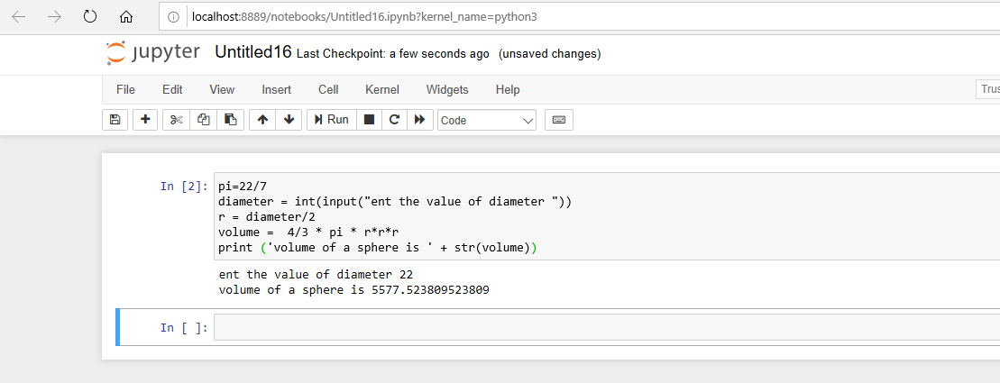 localhost:8889/notebooks/Untitled16.ipynb?kernel_name=python3
jupyter Untitled16 Last Checkpoint: a few seconds ago (unsaved changes)
File Edit View Insert Cell Kernel Widgets Help Trus
Run Code
In [2]: pi=22/7
diameter = int(input("ent the value of diameter "))
r = diameter/2
volume =  4/3 * pi * r*r*r
print ('volume of a sphere is ' + str(volume))
ent the value of diameter 22
volume of a sphere is 5577.523809523809
In [ ]: